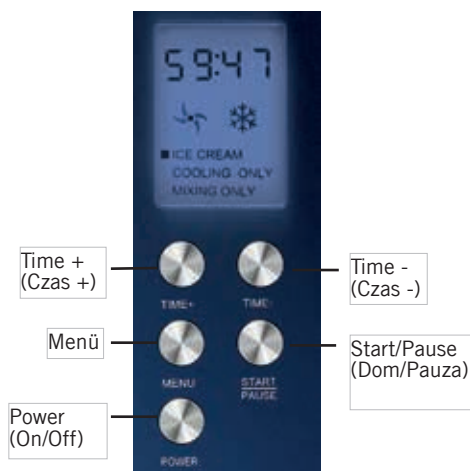 59:47
ICE CREAM
COOLING ONLY
MIXING ONLY
Time +
(Czas +)
Time -
(Czas -)
TIME+
TIME-
Menü
Start/Pause
(Dom/Pauza)
MENU
START
PAUSE
Power
(On/Off)
POWER